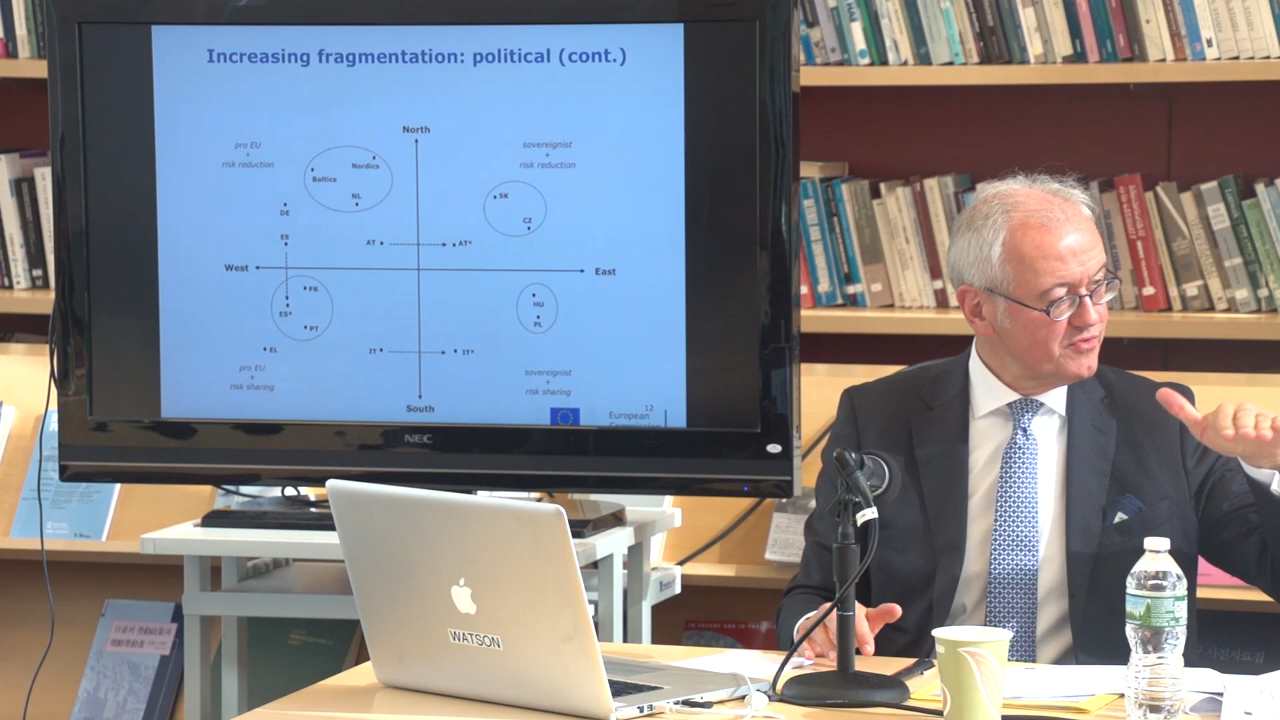 Increasing fragmentation: political (cont.)
North
pro EU
+
risk reduction
sovereignist
+
risk reduction
Nordics
Baltics
NL
SK
CZ
DE
ES
AT
AT*
West
East
FR
ES*
PT
HU
PL
EL
IT
IT*
pro EU
+
risk sharing
sovereignist
+
risk sharing
South
12
European
NEC
WATSON